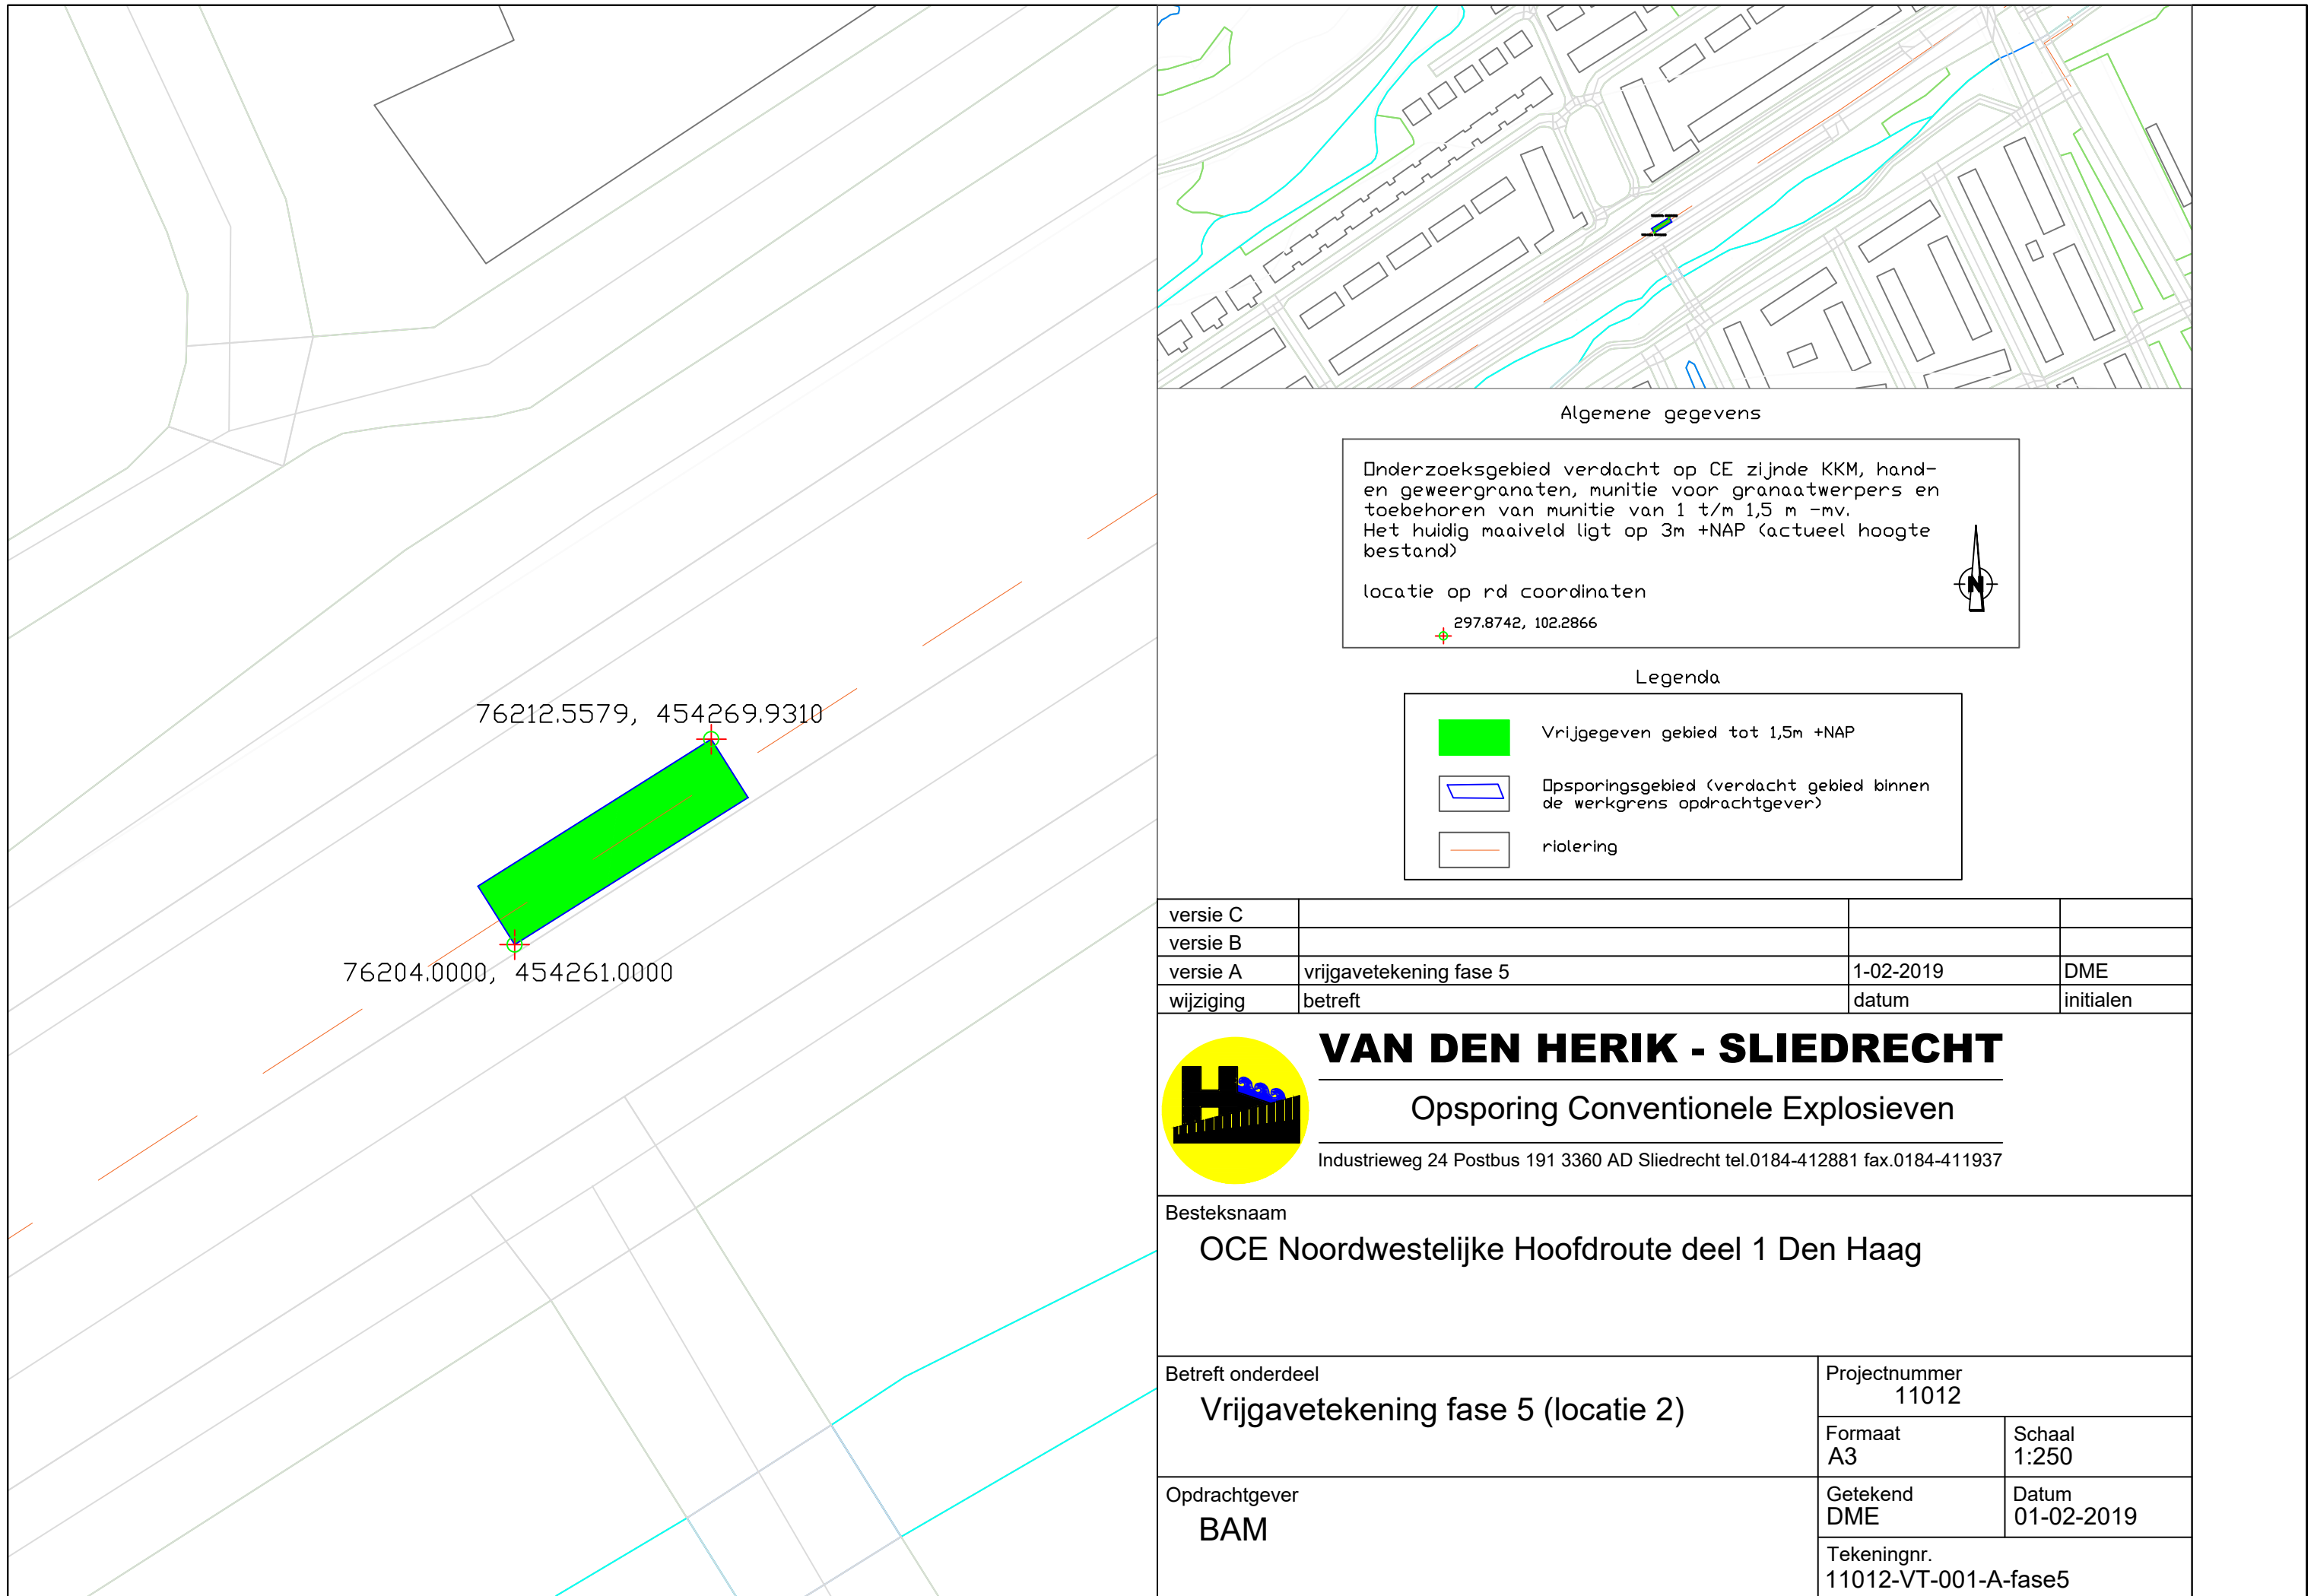 76212.5579, 454269.9310
76204.0000, 454261.0000
Algemene gegevens
Onderzoeksgebied verdacht op CE zijnde KKM, hand-
en geweergranaten, munitie voor granaatwerpers en
toebehoren van munitie van 1 t/m 1,5 m -mv.
Het huidig maaiveld ligt op 3m +NAP (actueel hoogte
bestand)
locatie op rd coordinaten
297.8742, 102.2866
N
Legenda
Vrijgegeven gebied tot 1,5m +NAP
Opsporingsgebied (verdacht gebied binnen
de werkgrens opdrachtgever)
riolering
versie C
versie B
versie A vrijgavetekening fase 5 1-02-2019 DME
wijziging betreft datum initialen
H
VAN DEN HERIK - SLIEDRECHT
Opsporing Conventionele Explosieven
Industrieweg 24 Postbus 191 3360 AD Sliedrecht tel.0184-412881 fax.0184-411937
Besteksnaam
OCE Noordwestelijke Hoofdroute deel 1 Den Haag
Betreft onderdeel
Vrijgavetekening fase 5 (locatie 2)
Projectnummer
11012
Formaat
A3
Schaal
1:250
Opdrachtgever
BAM
Getekend
DME
Datum
01-02-2019
Tekeningnr.
11012-VT-001-A-fase5